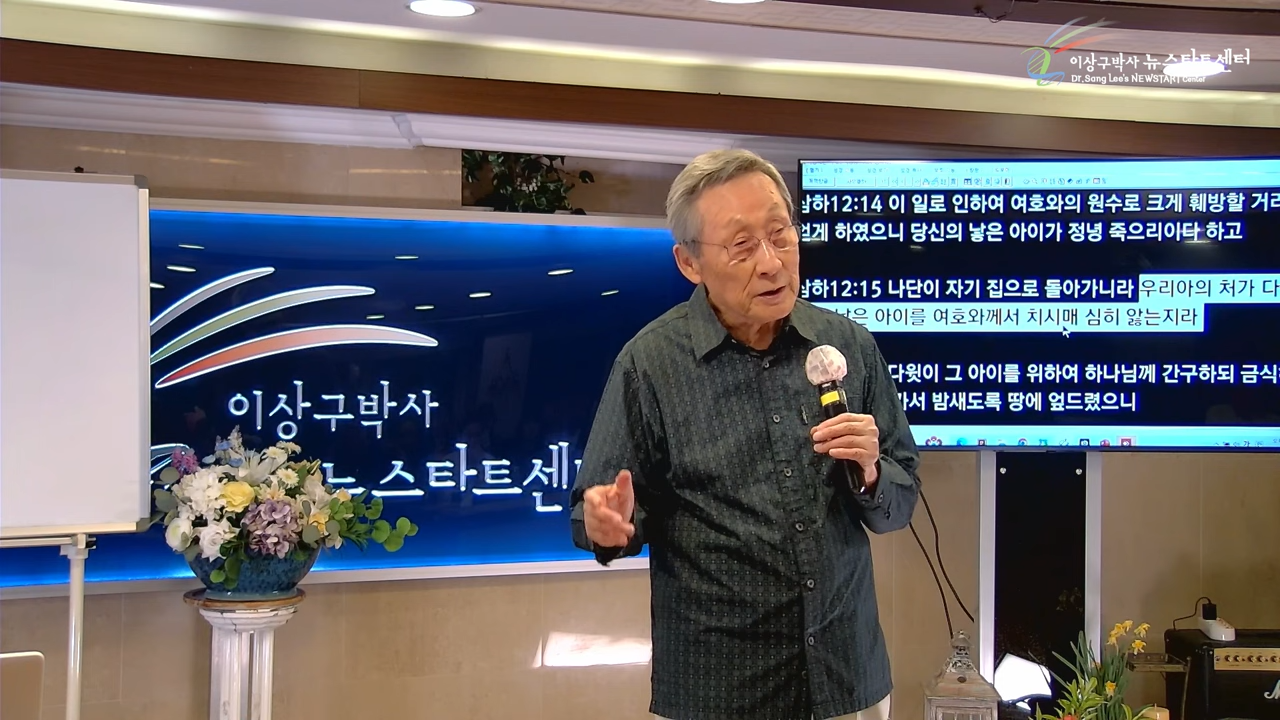 이상구박사 뉴스타트센터
Dr.Sang Lee's NEWSTART Center
삼하12:14 이 일로 인하여 여호와의 원수로 크게 훼방할 거리
얻게 하였으니 당신의 낳은 아이가 정녕 죽으리이다 하고
삼하12:15 나단이 자기 집으로 돌아가니라 우리아의 처가 다
낳은 아이를 여호와께서 치시매 심히 앓는지라
다윗이 그 아이를 위하여 하나님께 간구하되 금식
가서 밤새도록 땅에 엎드렸으니
이상구박사
뉴스타트센